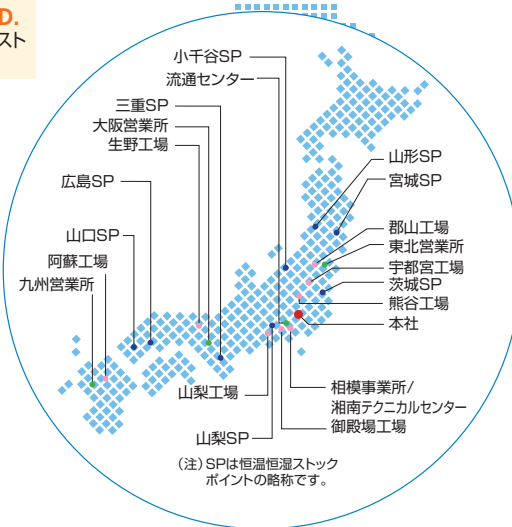 D.
スト
小千谷SP
流通センター
三重SP
大阪営業所
生野工場
広島SP
山口SP
阿蘇工場
九州営業所
山形SP
宮城SP
郡山工場
東北営業所
宇都宮工場
茨城SP
熊谷工場
本社
相模事業所/
湘南テクニカルセンター
御殿場工場
山梨工場
山梨SP
(注)SPは恒温恒湿ストック
ポイントの略称です。